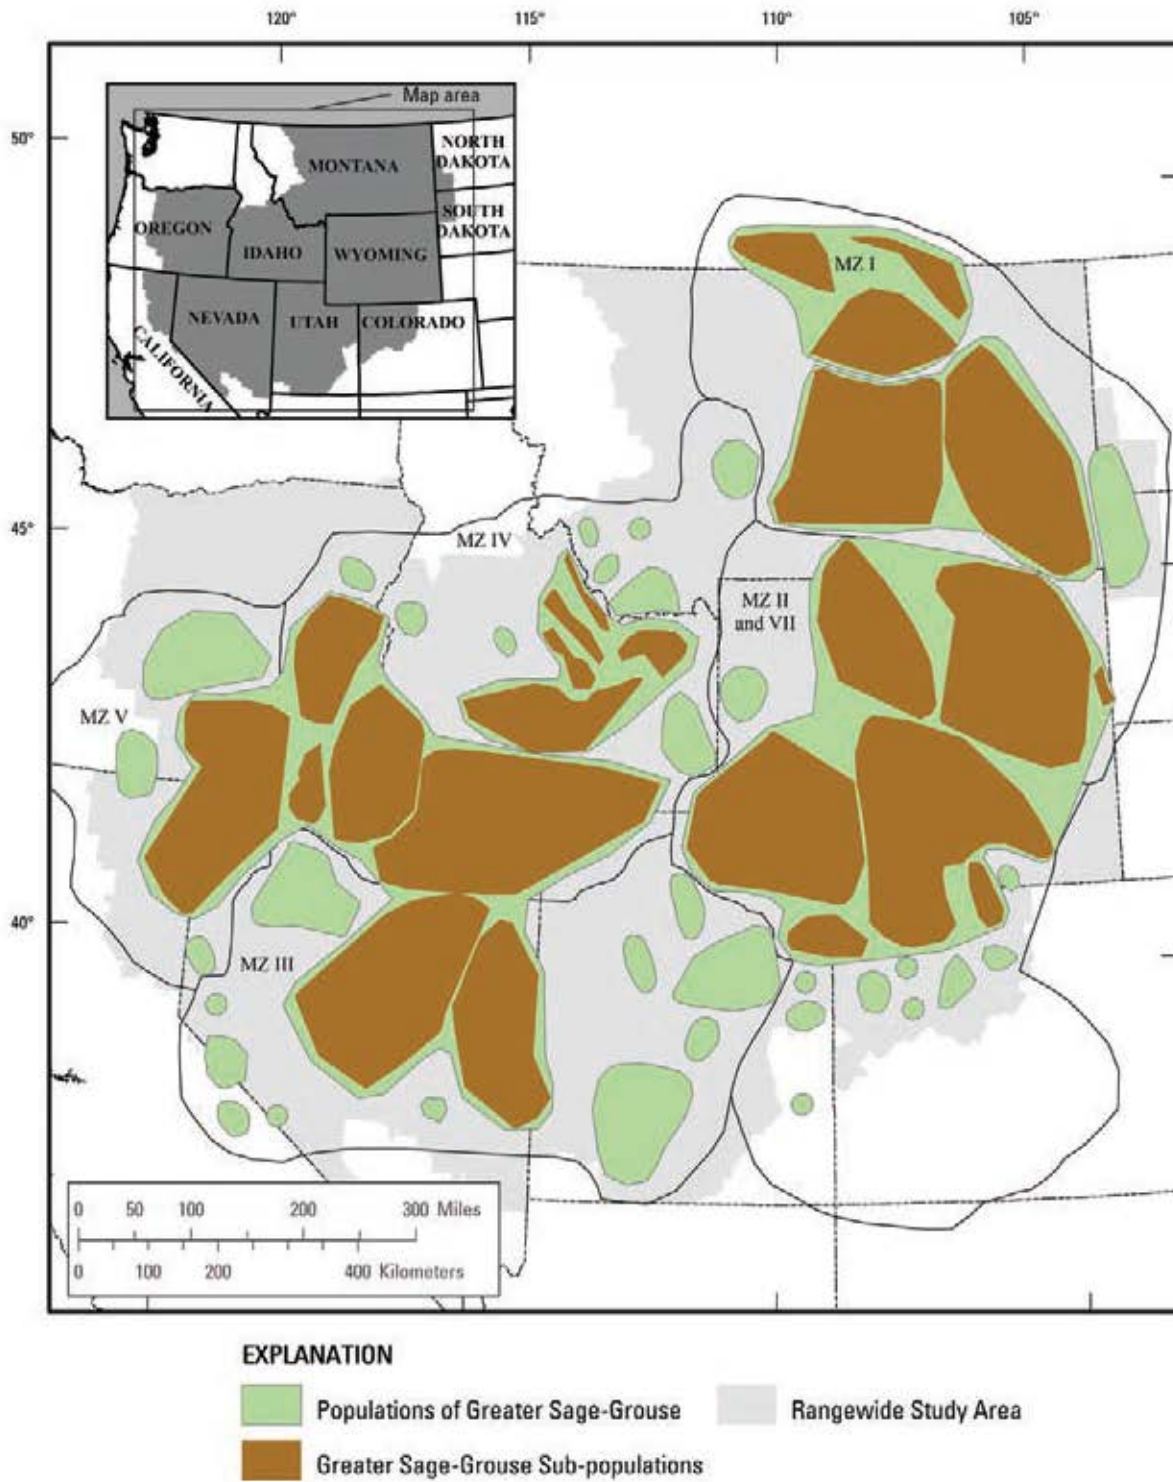 120° 115° 110° 105°
50°
45°
40°
Map area
NORTH
DAKOTA
MONTANA
SOUTH
DAKOTA
OREGON
IDAHO
WYOMING
NEVADA
UTAH
COLORADO
CALIFORNIA
MZ I
MZ IV
MZ II
and VII
MZ V
MZ III
0 50 100 200 300 Miles
0 100 200 400 Kilometers
EXPLANATION
Populations of Greater Sage-Grouse
Rangewide Study Area
Greater Sage-Grouse Sub-populations